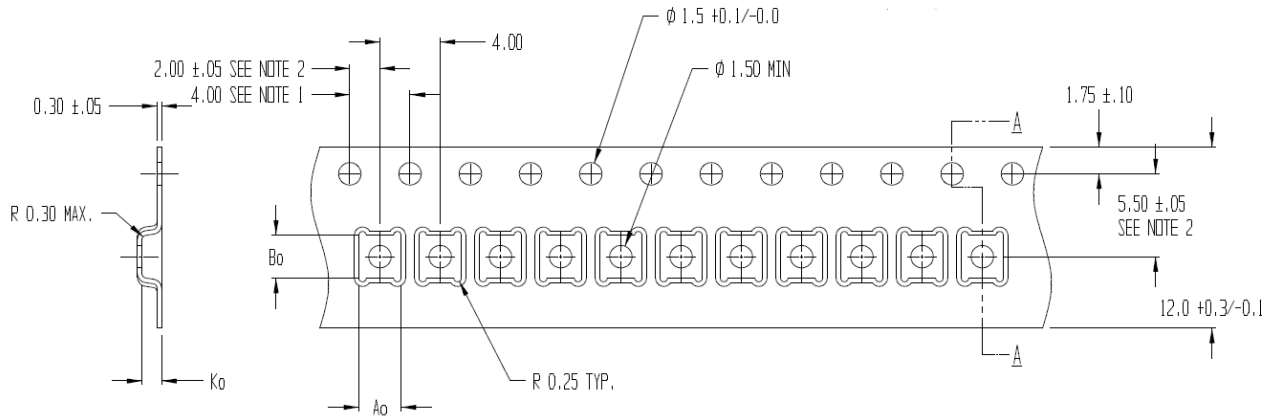 Ø 1.5 +0.1/-0.0
4.00
2.00 ±.05 SEE NOTE 2
Ø 1.50 MIN
4.00 SEE NOTE 1
0.30 ±.05
1.75 ±.10
A
R 0.30 MAX.
5.50 ±.05
SEE NOTE 2
Bo
12.0 +0.3/-0.1
A
Ko
R 0.25 TYP.
Ao